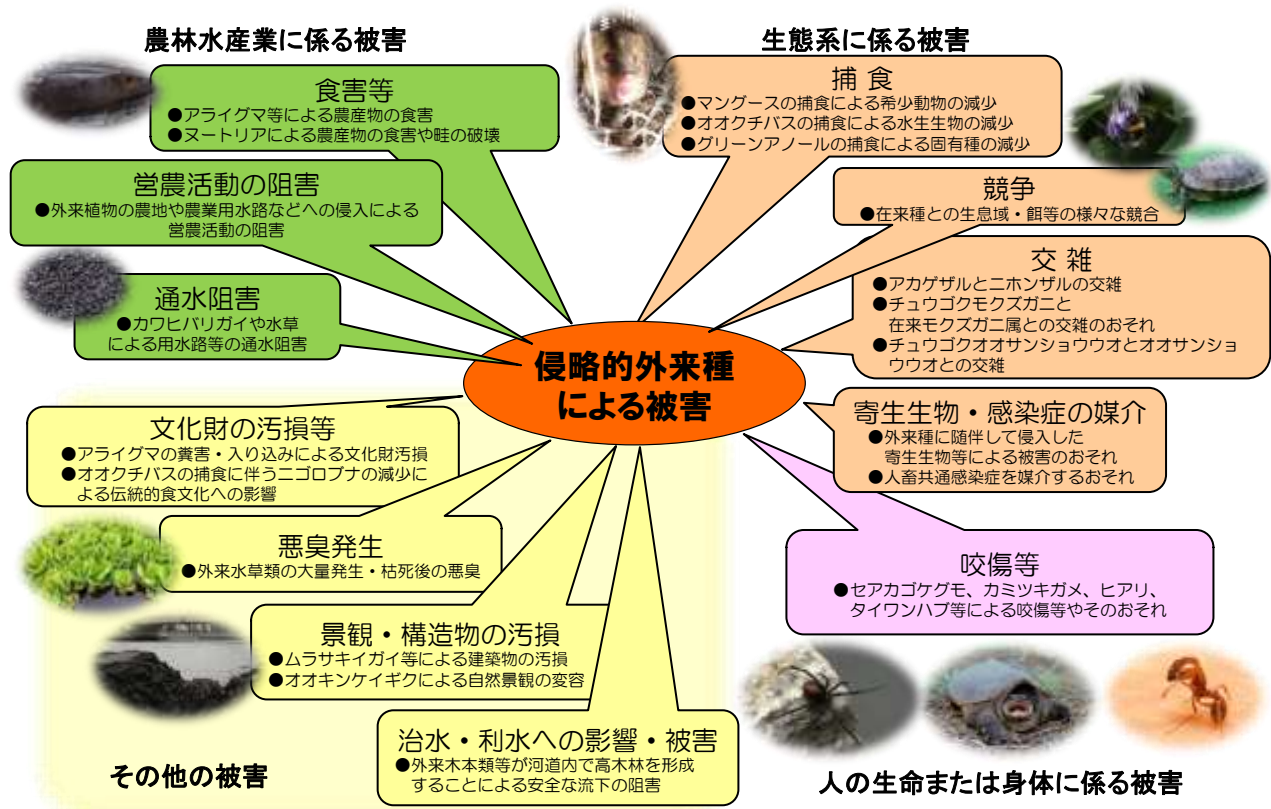 農林水産業に係る被害
食害等
●アライグマ等による農産物の食害
●ヌートリアによる農産物の食害や畦の破壊
営農活動の阻害
●外来植物の農地や農業用水路などへの侵入による
営農活動の阻害
通水阻害
●カワヒバリガイや水草
による用水路等の通水阻害
生態系に係る被害
捕 食
●マングースの捕食による希少動物の減少
●オオクチバスの捕食による水生生物の減少
●グリーンアノールの捕食による固有種の減少
競争
●在来種との生息域・餌等の様々な競合
交 雑
●アカゲザルとニホンザルの交雑
●チュウゴクモクズガニと
在来モクズガニ属との交雑のおそれ
●チュウゴクオオサンショウウオとオオサンショ
ウウオとの交雑
寄生生物・感染症の媒介
●外来種に随伴して侵入した
寄生生物等による被害のおそれ
●人畜共通感染症を媒介するおそれ
侵略的外来種
による被害
文化財の汚損等
●アライグマの糞害・入り込みによる文化財汚損
●オオクチバスの捕食に伴うニゴロブナの減少に
よる伝統的食文化への影響
悪臭発生
●外来水草類の大量発生・枯死後の悪臭
景観・構造物の汚損
●ムラサキイガイ等による建築物の汚損
●オオキンケイギクによる自然景観の変容
治水・利水への影響・被害
●外来木本類等が河道内で高木林を形成
することによる安全な流下の阻害
その他の被害
咬傷等
●セアカゴケグモ、カミツキガメ、ヒアリ、
タイワンハブ等による咬傷等やそのおそれ
人の生命または身体に係る被害